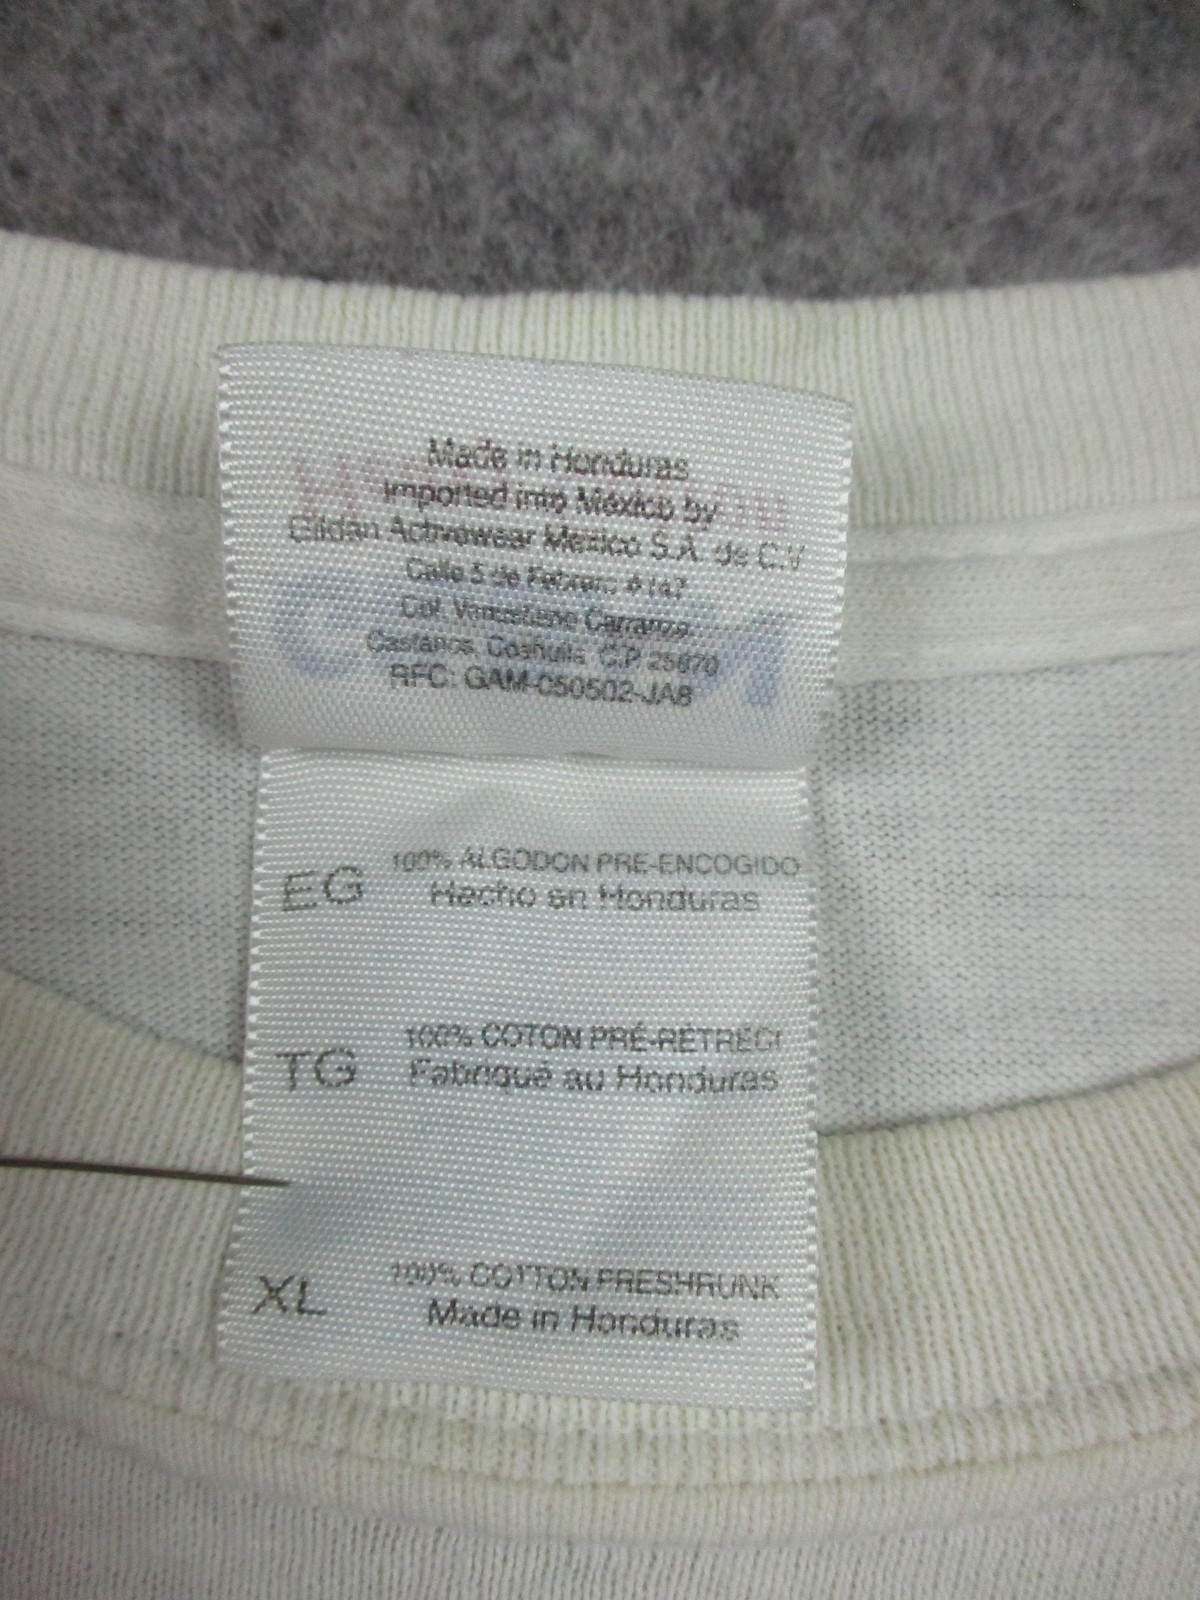 Made in Honduras
imported into México by
Gildan Activewear Mexico S.A. de C.V
Calle 5 de Febrero #147
Col. Venustiano Carranza
Castaños, Coahuila, C.P. 25870
RFC: GAM-050502-JA8
EG 100% ALGODON PRE-ENCOGIDO
Hecho en Honduras
TG 100% COTON PRÉ-RÉTRÉCI
Fabriqué au Honduras
XL 100% COTTON PRESHRUNK
Made in Honduras